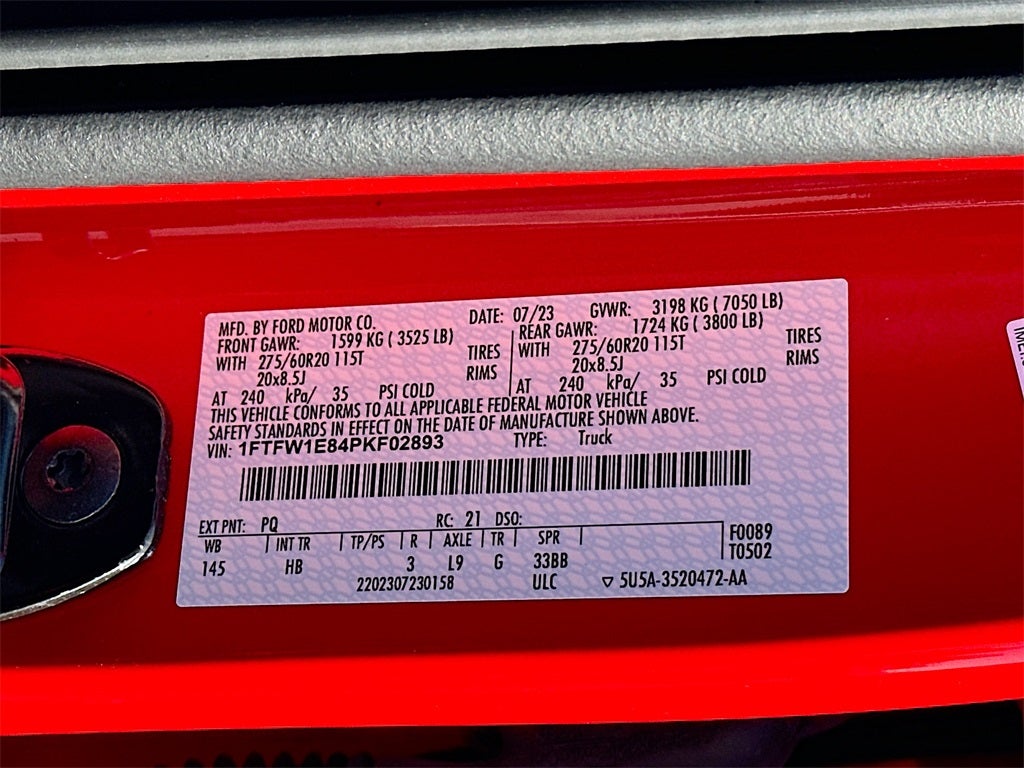 MFD. BY FORD MOTOR CO. DATE: 07/23 GVWR: 3198 KG ( 7050 LB)
FRONT GAWR: 1599 KG ( 3525 LB) REAR GAWR: 1724 KG ( 3800 LB)
WITH 275/60R20 115T TIRES WITH 275/60R20 115T TIRES
20x8.5J RIMS 20x8.5J RIMS
AT 240 kPa/ 35 PSI COLD AT 240 kPa/ 35 PSI COLD
THIS VEHICLE CONFORMS TO ALL APPLICABLE FEDERAL MOTOR VEHICLE
SAFETY STANDARDS IN EFFECT ON THE DATE OF MANUFACTURE SHOWN ABOVE.
VIN: 1FTFW1E84PKF02893 TYPE: Truck
EXT PNT: PQ RC: 21 DSO: F0089
WB INT TR TP/PS R AXLE TR SPR T0502
145 HB 3 L9 G 33BB
2202307230158 ULC ▽ 5U5A-3520472-AA